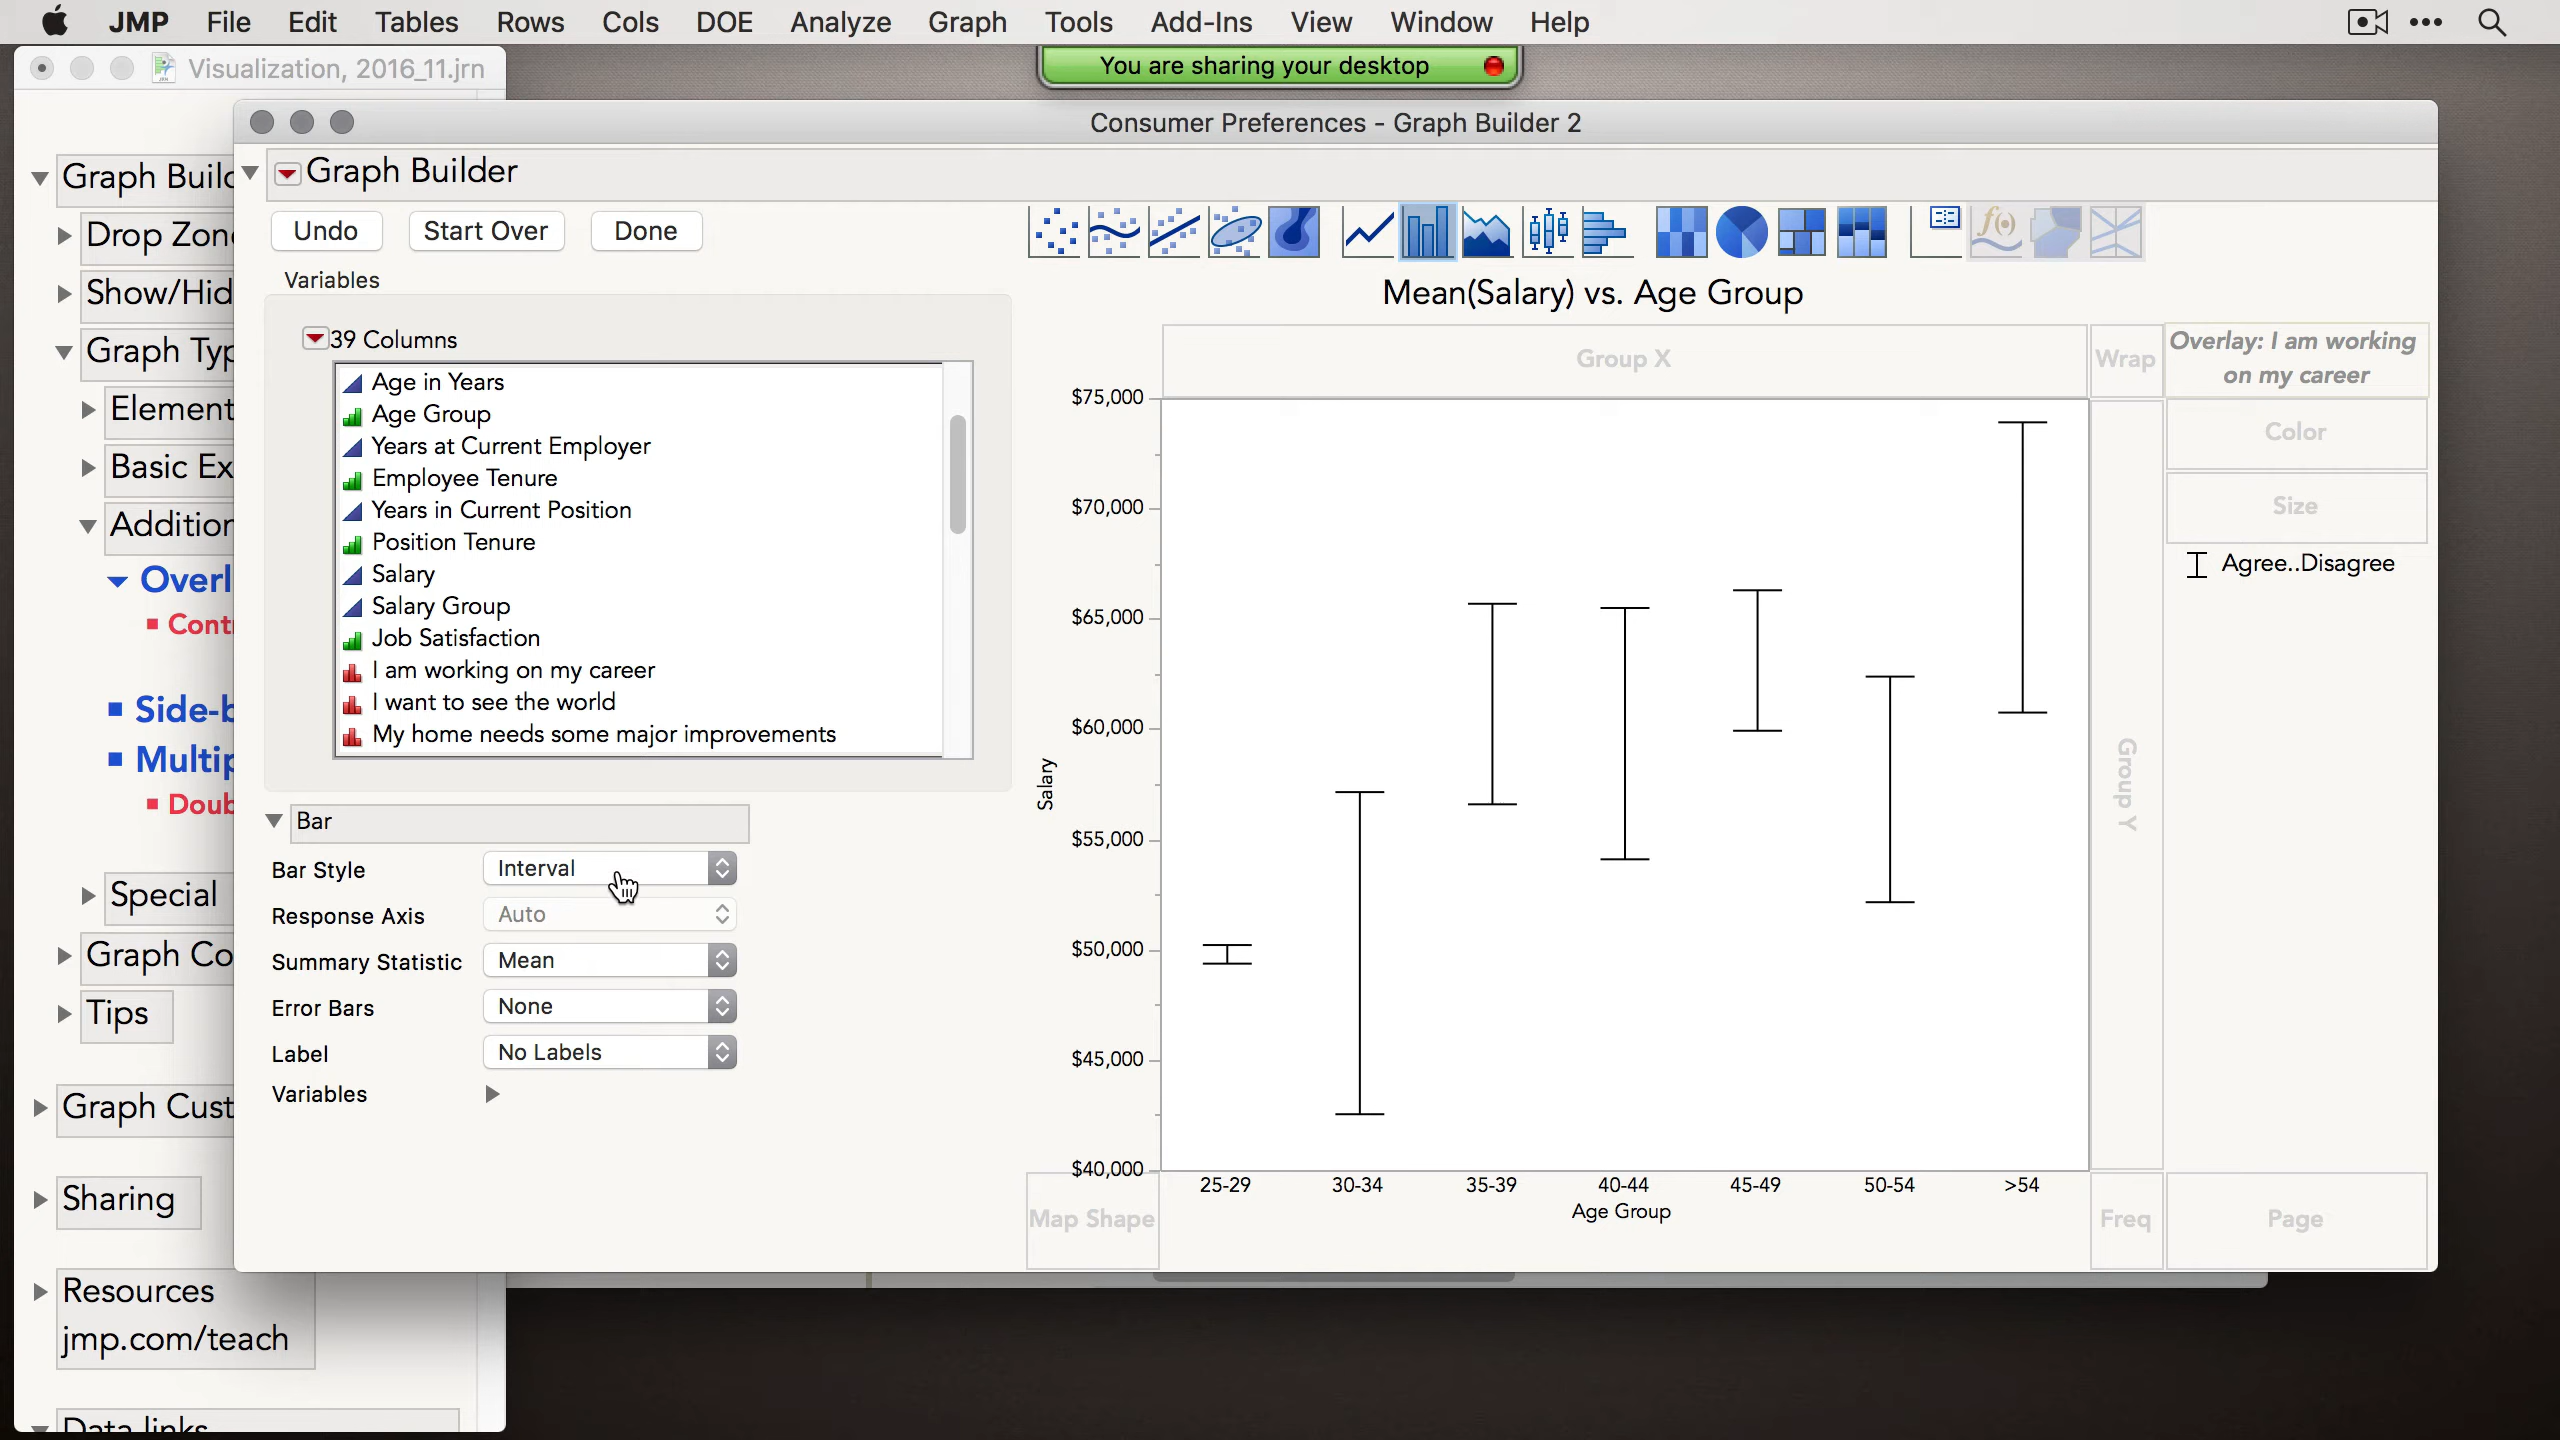 JMP File Edit Tables Rows Cols DOE Analyze Graph Tools Add-Ins View Window Help
You are sharing your desktop
Visualization, 2016_11.jrn
Graph Build
Drop Zon
Show/Hid
Graph Typ
Element
Basic Ex
Addition
Overl
Cont
Side-b
Multip
Doub
Special
Graph Co
Tips
Graph Cust
Sharing
Resources
jmp.com/teach
Data links
Consumer Preferences - Graph Builder 2
Graph Builder
Undo Start Over Done
Variables
39 Columns
Age in Years
Age Group
Years at Current Employer
Employee Tenure
Years in Current Position
Position Tenure
Salary
Salary Group
Job Satisfaction
I am working on my career
I want to see the world
My home needs some major improvements
Bar
Bar Style Interval
Response Axis Auto
Summary Statistic Mean
Error Bars None
Label No Labels
Variables
Mean(Salary) vs. Age Group
Group X
Wrap
Overlay: I am working
on my career
Color
Size
Agree..Disagree
Group Y
$75,000
$70,000
$65,000
$60,000
$55,000
$50,000
$45,000
$40,000
Salary
25-29 30-34 35-39 40-44 45-49 50-54 >54
Age Group
Map Shape
Freq
Page